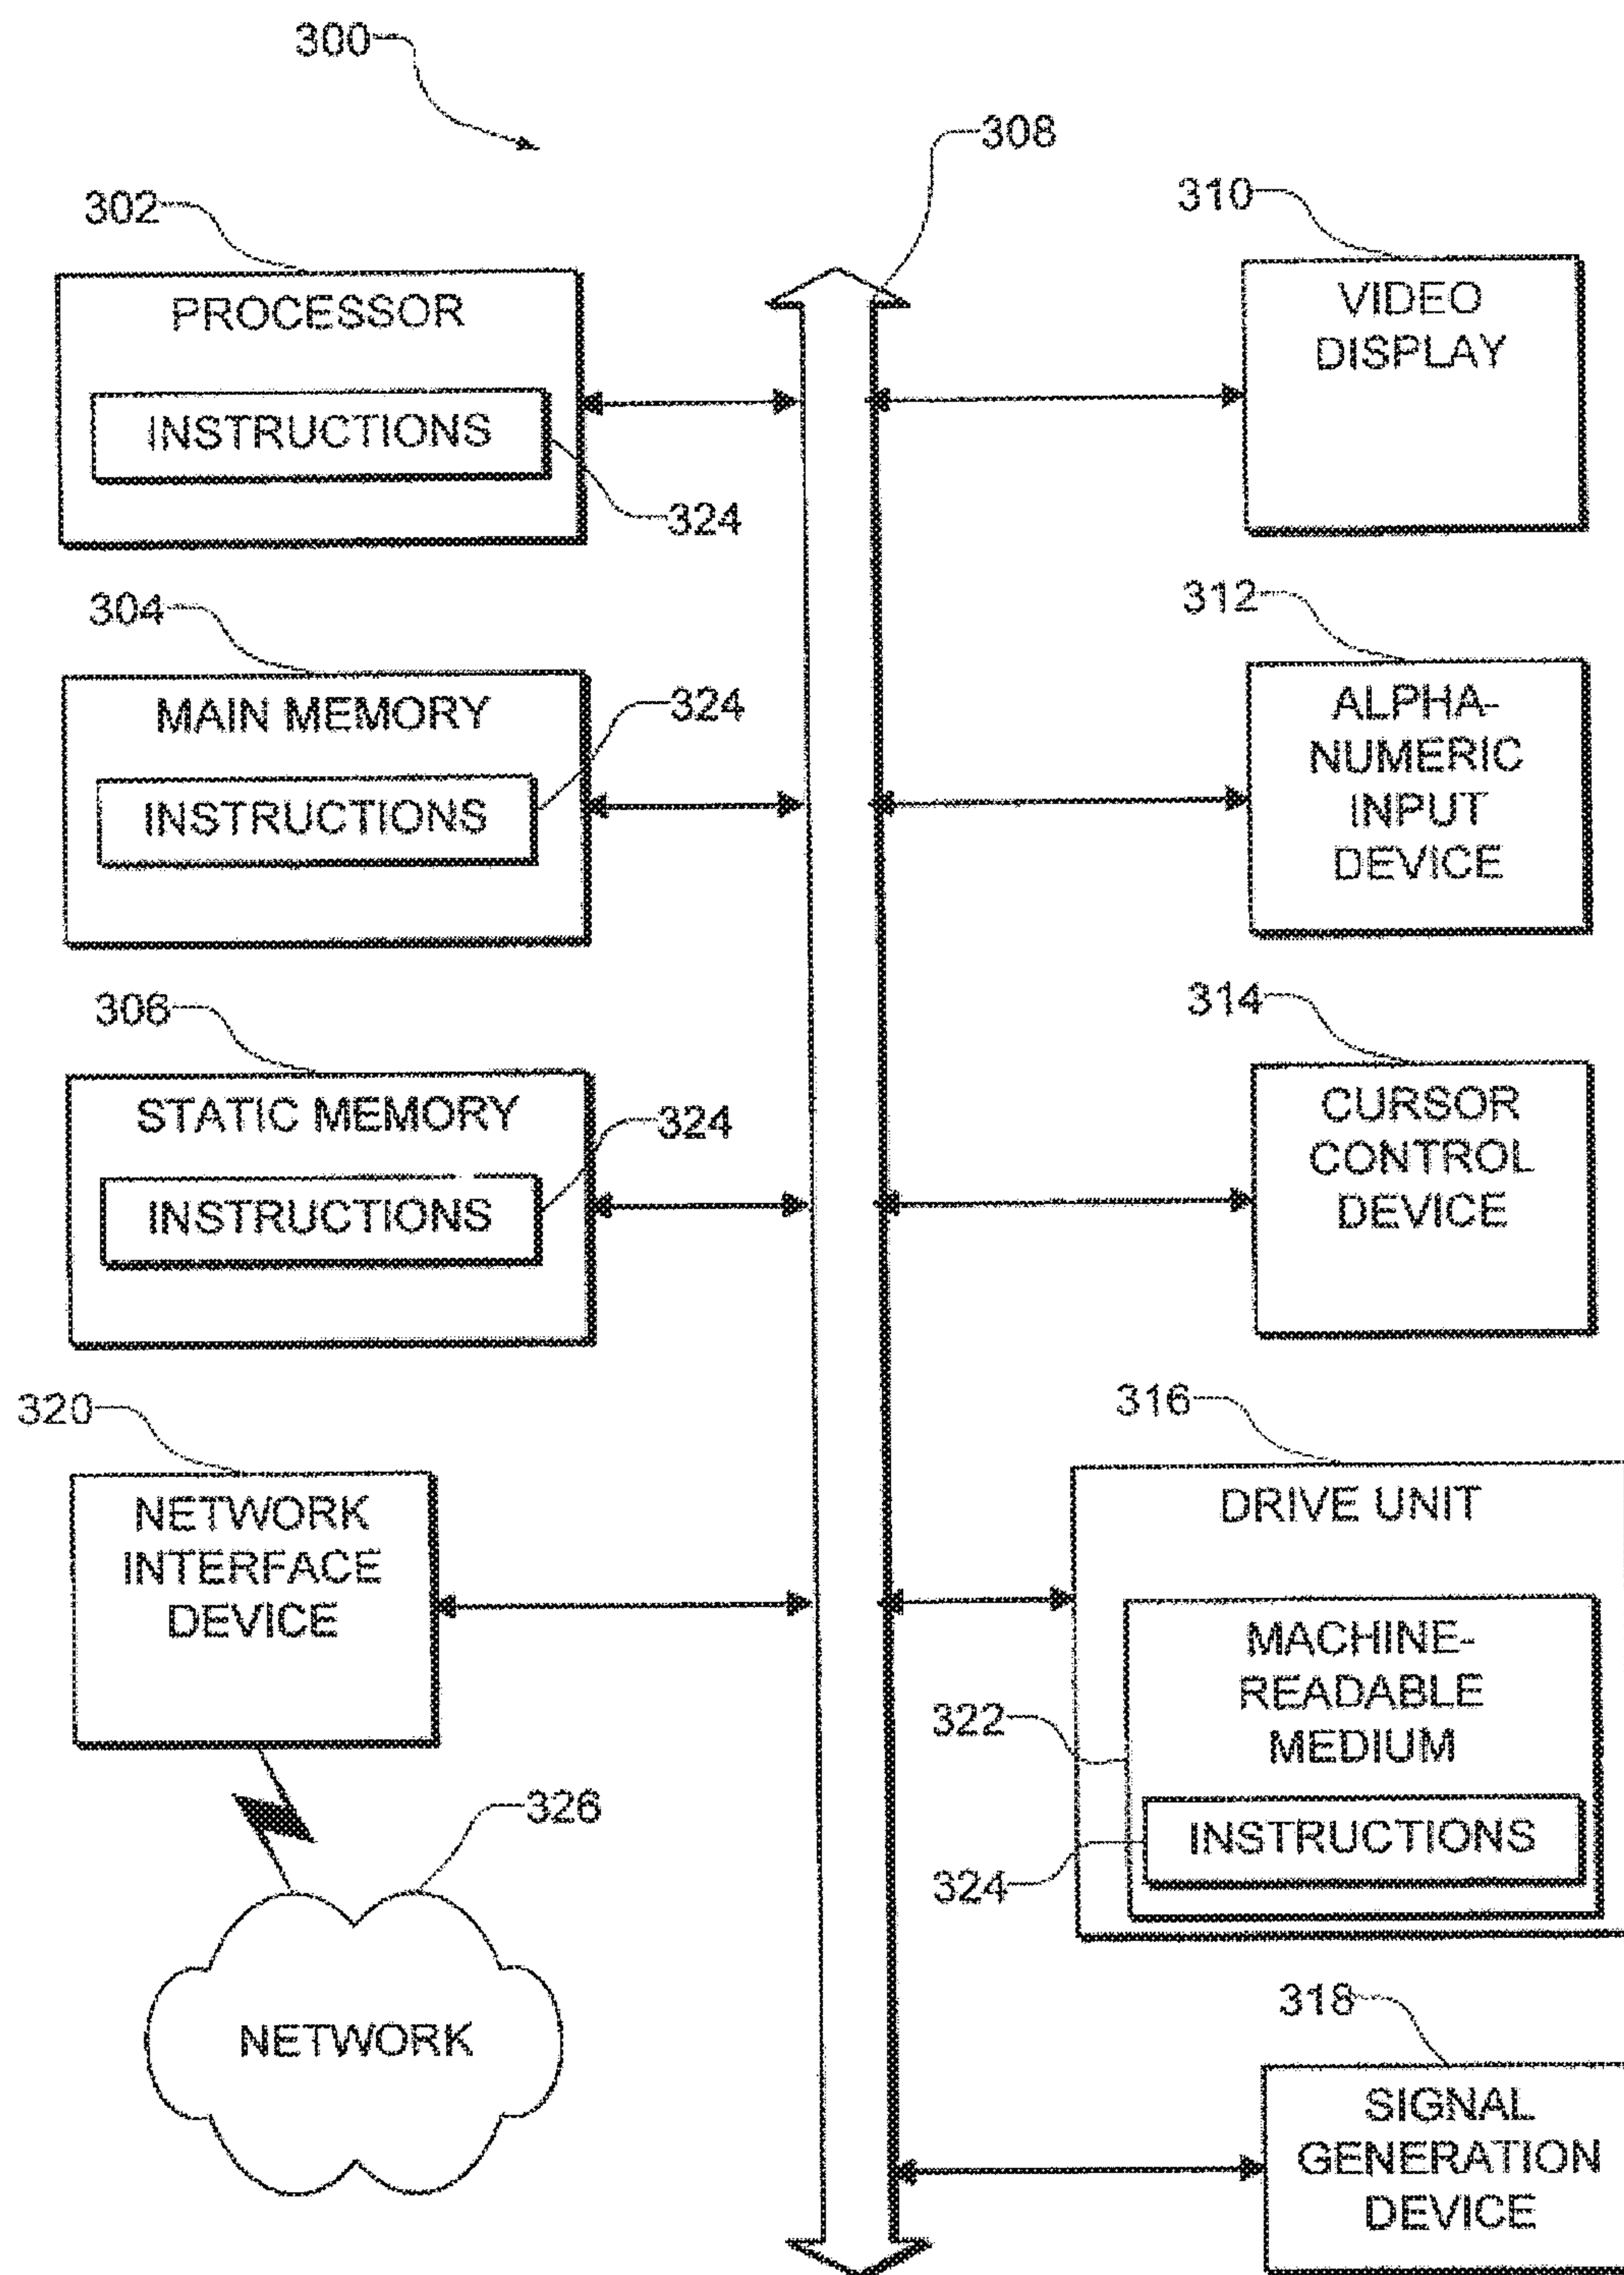 300
308
302
PROCESSOR
INSTRUCTIONS
324
310
VIDEO
DISPLAY
304
MAIN MEMORY
324
INSTRUCTIONS
312
ALPHA-
NUMERIC
INPUT
DEVICE
306
STATIC MEMORY
324
INSTRUCTIONS
314
CURSOR
CONTROL
DEVICE
320
NETWORK
INTERFACE
DEVICE
316
DRIVE UNIT
MACHINE-
READABLE
MEDIUM
322
INSTRUCTIONS
324
326
NETWORK
318
SIGNAL
GENERATION
DEVICE